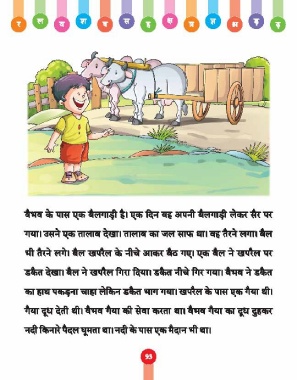 र ल व श ष स ह क्ष त्र ज्ञ श्र ड़ ढ़
वैभव के पास एक बैलगाड़ी है। एक दिन वह अपनी बैलगाड़ी लेकर सैर पर
गया। उसने एक तालाब देखा। तालाब का जल साफ था। वह तैरने लगा। बैल
भी तैरने लगे। बैल खपरैल के नीचे आकर बैठ गए। एक बैल ने खपरैल पर
डकैत देखा। बैल ने खपरैल गिरा दिया। डकैत नीचे गिर गया। वैभव ने डकैत
का हाथ पकड़ना चाहा लेकिन डकैत भाग गया। खपरैल के पास एक गैया थी।
गैया दूध देती थी। वैभव गैया की सेवा करता था। वैभव गैया का दूध दुहकर
नदी किनारे पैदल घूमता था। नदी के पास एक मैदान भी था।
93